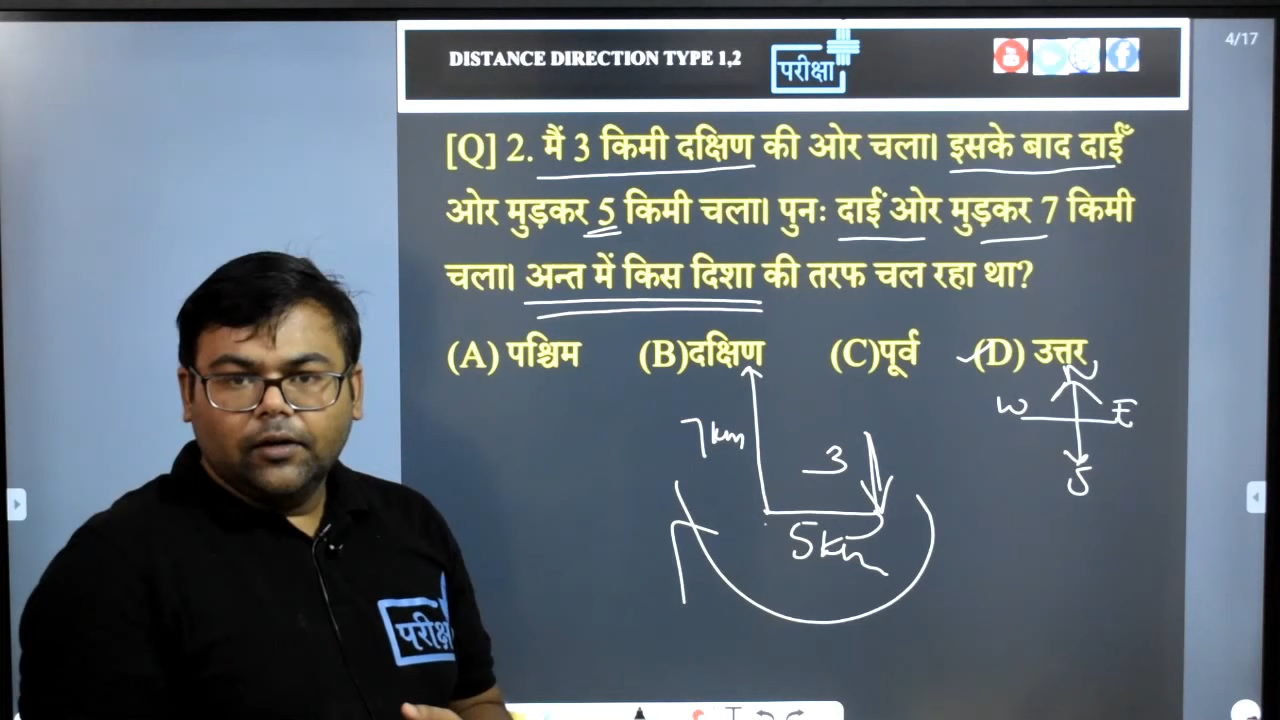 DISTANCE DIRECTION TYPE 1,2
परीक्षा
4/17
[Q] 2. मैं 3 किमी दक्षिण की ओर चला। इसके बाद दाईं
ओर मुड़कर 5 किमी चला। पुनः दाईं ओर मुड़कर 7 किमी
चला। अन्त में किस दिशा की तरफ चल रहा था?
(A) पश्चिम (B)दक्षिण (C)पूर्व (D) उत्तर
N
W E
S
7km
3
5km
परीक्षा
T